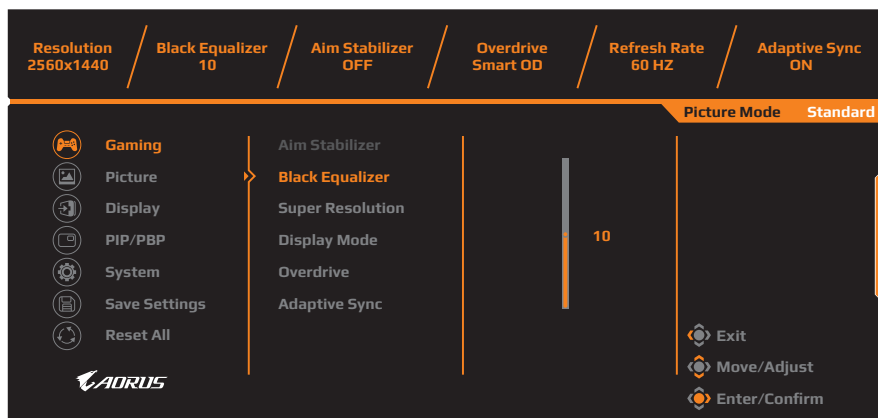 Resolution
2560x1440
Black Equalizer
10
Aim Stabilizer
OFF
Overdrive
Smart OD
Refresh Rate
60 HZ
Adaptive Sync
ON
Picture Mode Standard
Gaming
Picture
Display
PIP/PBP
System
Save Settings
Reset All
Aim Stabilizer
Black Equalizer
Super Resolution
Display Mode
Overdrive
Adaptive Sync
10
Exit
Move/Adjust
Enter/Confirm
AORUS